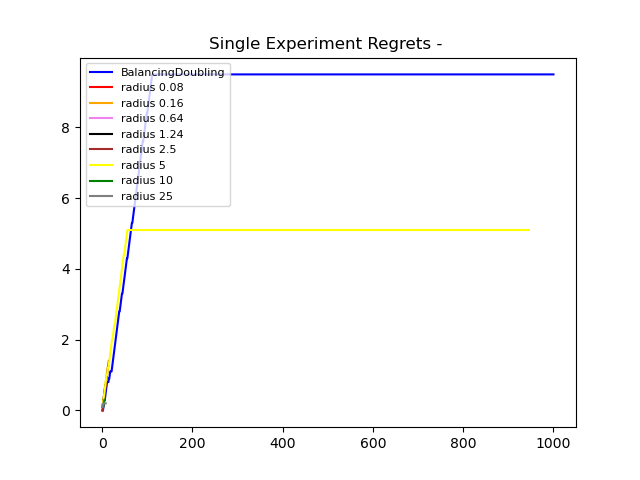 Single Experiment Regrets -
BalancingDoubling
radius 0.08
radius 0.16
radius 0.64
radius 1.24
radius 2.5
radius 5
radius 10
radius 25
8
6
4
2
0
0 200 400 600 800 1000